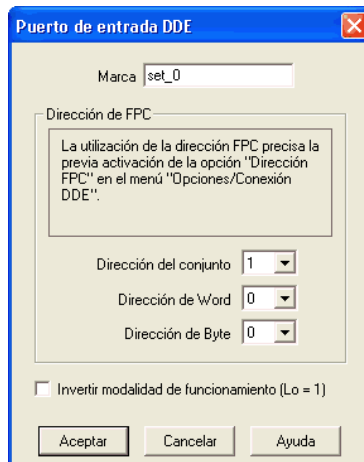 Puerto de entrada DDE
Marca set_0
Dirección de FPC
La utilización de la dirección FPC precisa la
previa activación de la opción "Dirección
FPC" en el menú "Opciones/Conexión
DDE".
Dirección del conjunto 1
Dirección de Word 0
Dirección de Byte 0
Invertir modalidad de funcionamiento (Lo = 1)
Aceptar Cancelar Ayuda